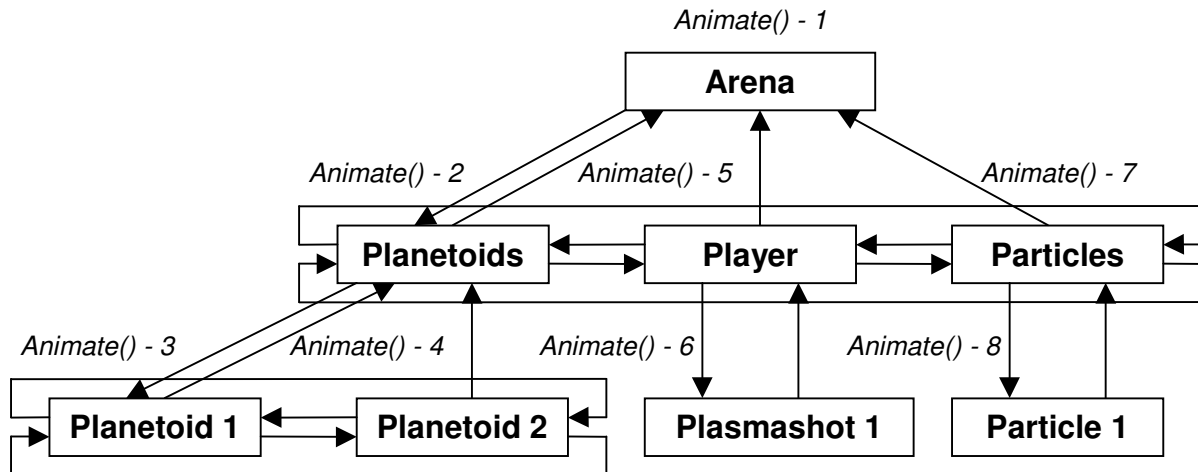 Animate() - 1
Arena
Animate() - 2
Animate() - 5
Animate() - 7
Planetoids
Player
Particles
Animate() - 3
Animate() - 4
Animate() - 6
Animate() - 8
Planetoid 1
Planetoid 2
Plasmashot 1
Particle 1